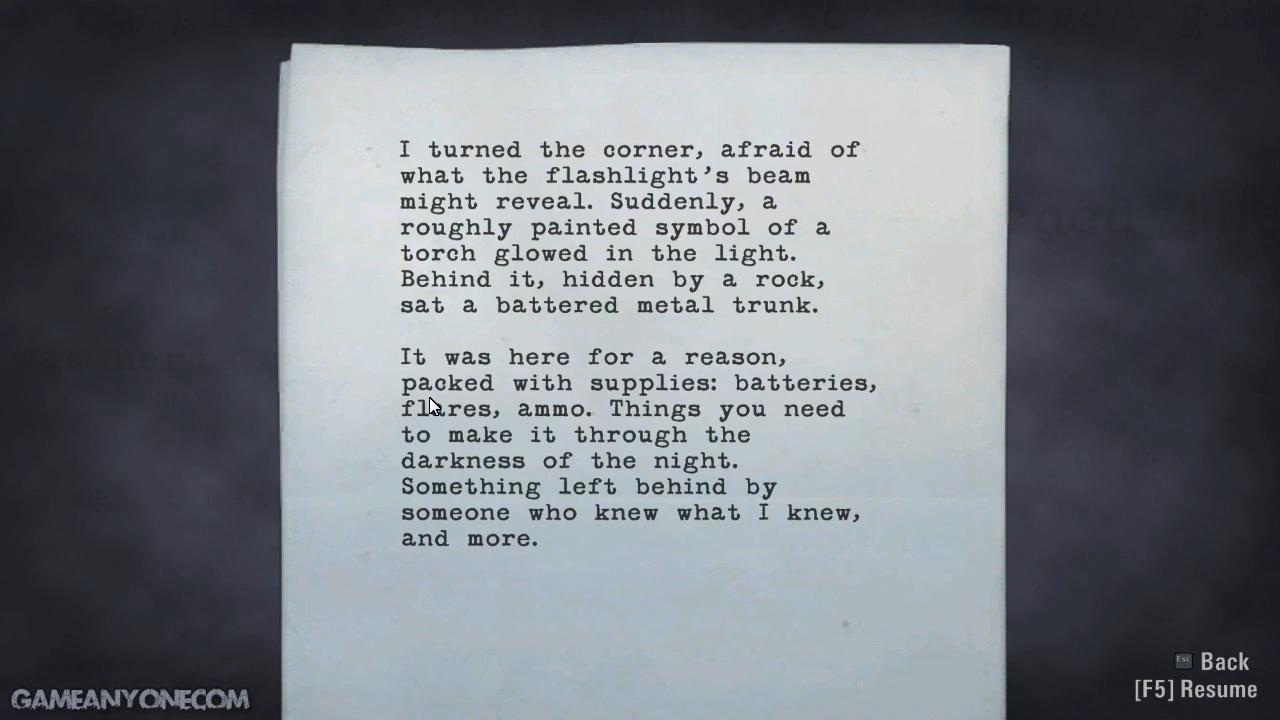 I turned the corner, afraid of
what the flashlight's beam
might reveal. Suddenly, a
roughly painted symbol of a
torch glowed in the light.
Behind it, hidden by a rock,
sat a battered metal trunk.
It was here for a reason,
packed with supplies: batteries,
flares, ammo. Things you need
to make it through the
darkness of the night.
Something left behind by
someone who knew what I knew,
and more.
Esc Back
[F5] Resume
GAMEANYONE.COM